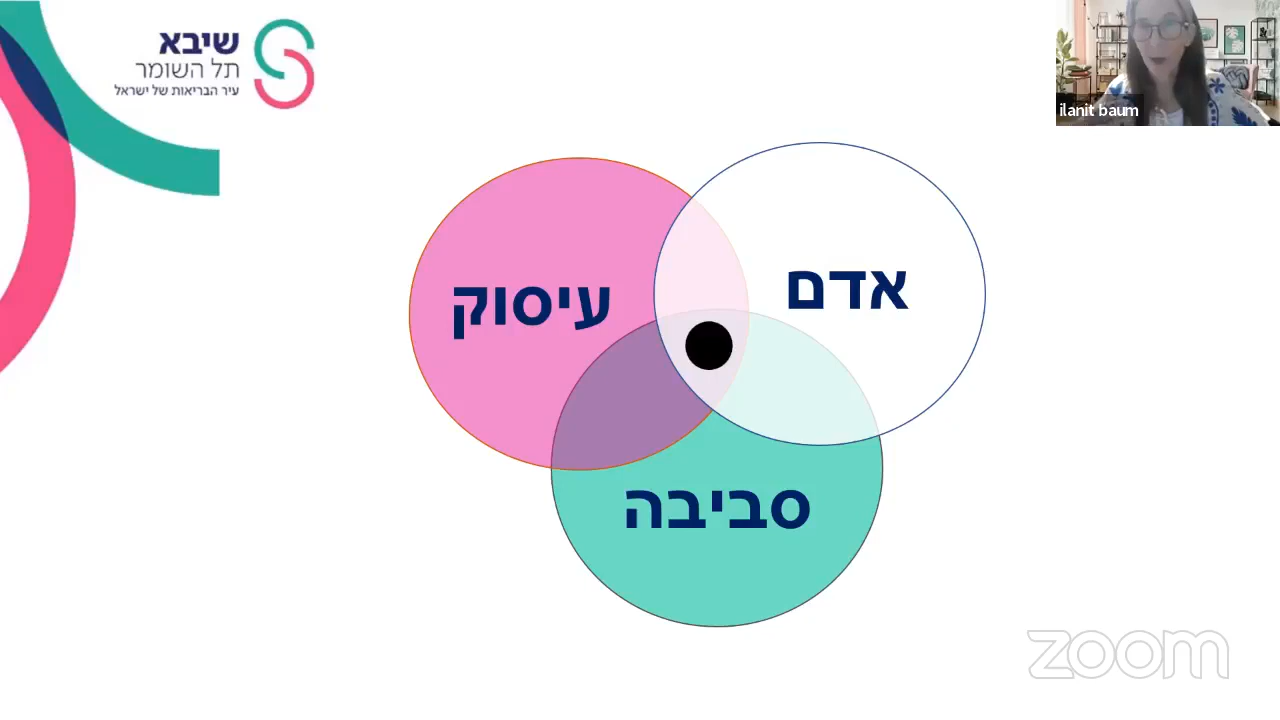 שיבא
תל השומר
עיר הבריאות של ישראל
ilanit baum
אדם
עיסוק
סביבה
zoom